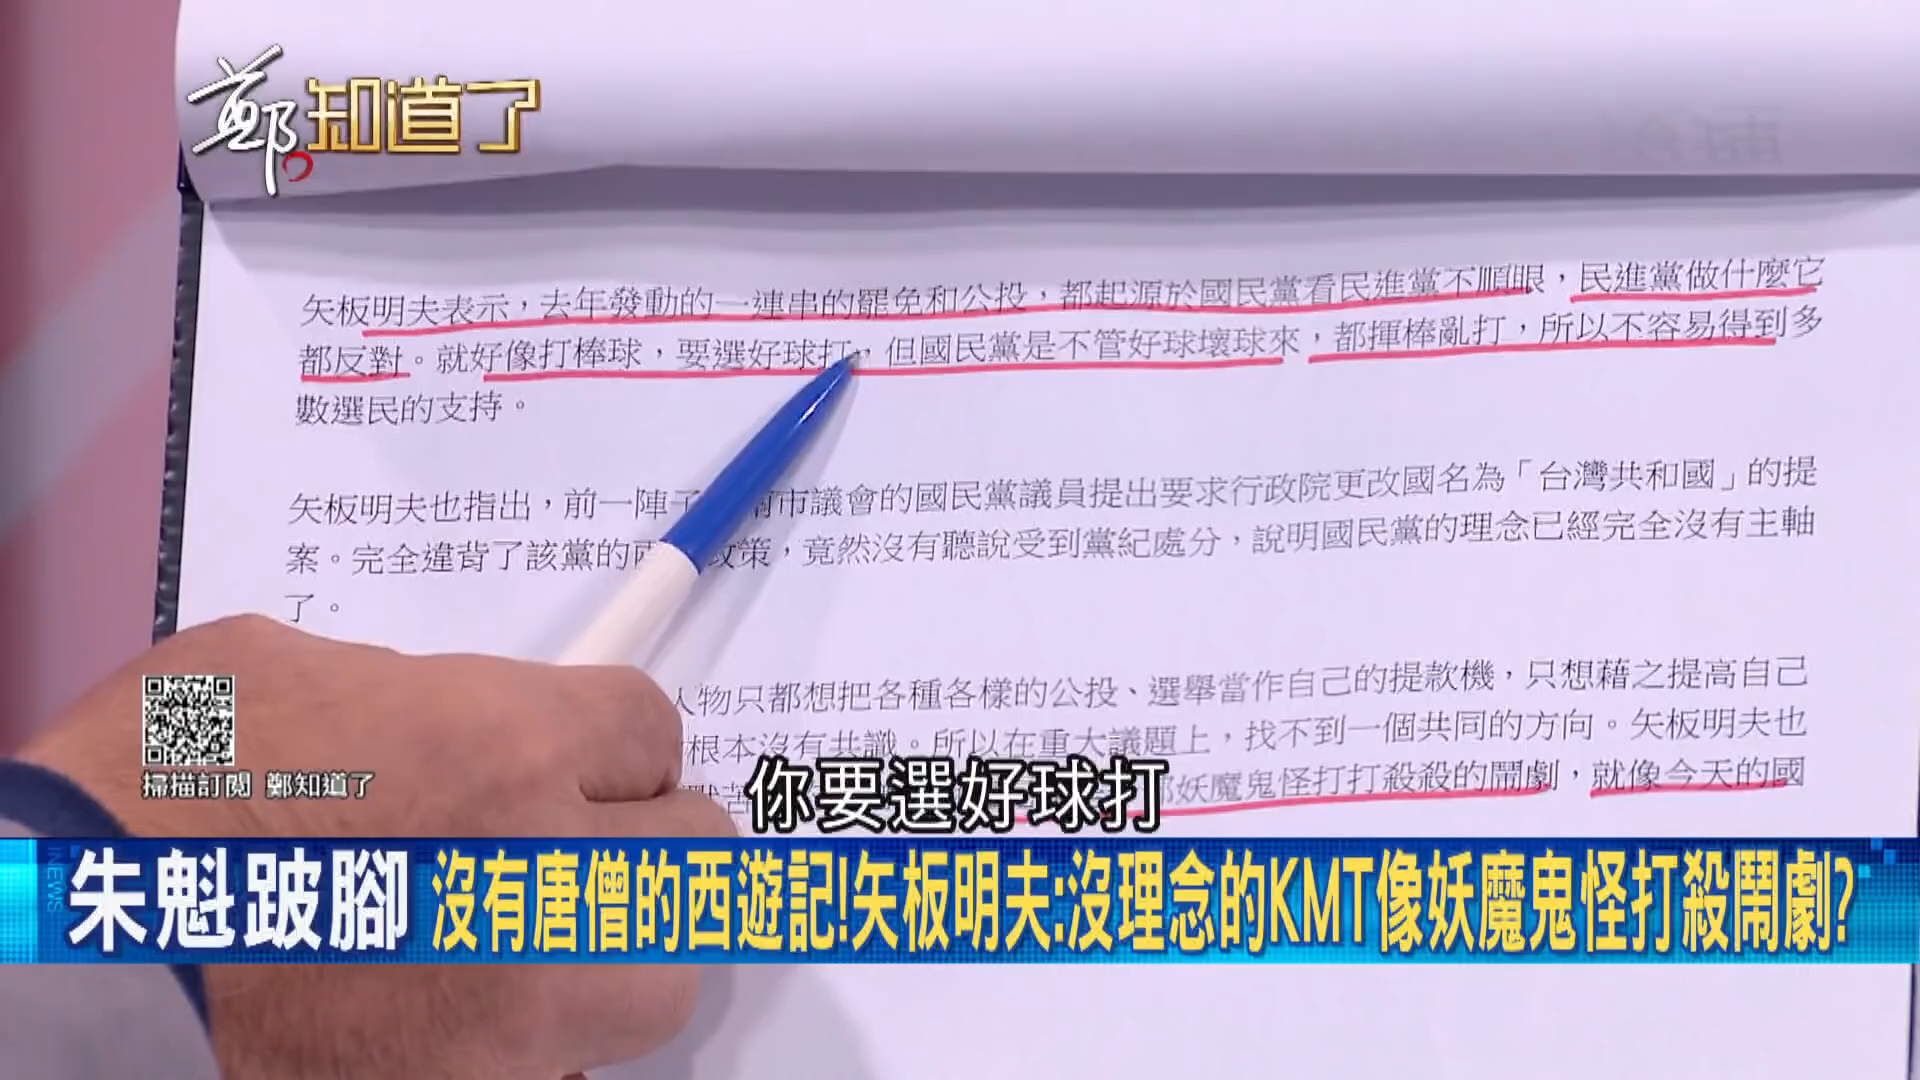 鄭知道了
矢板明夫表示，去年發動的一連串的罷免和公投，都起源於國民黨看民進黨不順眼，民進黨做什麼它
都反對。就好像打棒球，要選好球打，但國民黨是不管好球壞球來，都揮棒亂打，所以不容易得到多
數選民的支持。
矢板明夫也指出，前一陣子 市議會的國民黨議員提出要求行政院更改國名為「台灣共和國」的提
案。完全違背了該黨的 政策，竟然沒有聽說受到黨紀處分，說明國民黨的理念已經完全沒有主軸
了。
人物只都想把各種各樣的公投、選舉當作自己的提款機，只想藉之提高自己
根本沒有共識。所以在重大議題上，找不到一個共同的方向。矢板明夫也
妖魔鬼怪打打殺殺的鬧劇，就像今天的國
掃描訂閱 鄭知道了
你要選好球打
NEWS
朱魁跛腳 沒有唐僧的西遊記!矢板明夫:沒理念的KMT像妖魔鬼怪打殺鬧劇?